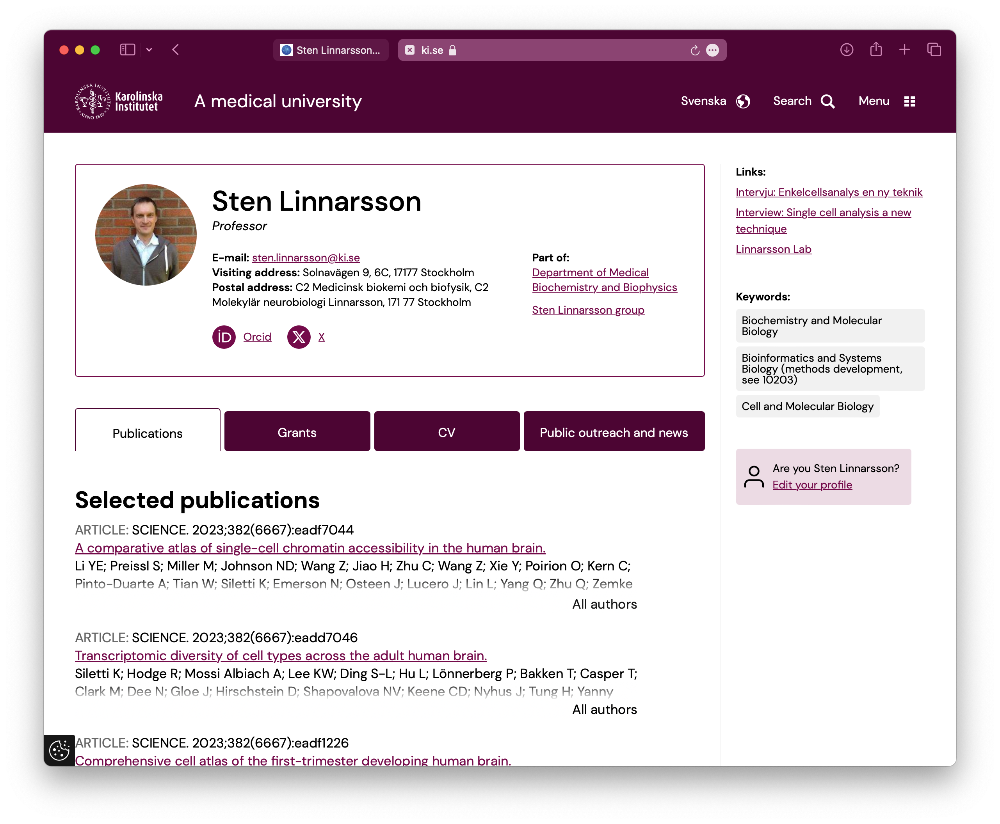 Sten Linnarsson...
ki.se
KAROLINSKA INSTITUTET
ANNO 1810
Karolinska
Institutet
A medical university
Svenska
Search
Menu
Sten Linnarsson
Professor
E-mail: sten.linnarsson@ki.se
Visiting address: Solnavägen 9, 6C, 17177 Stockholm
Postal address: C2 Medicinsk biokemi och biofysik, C2
Molekylär neurobiologi Linnarsson, 171 77 Stockholm
iD Orcid
X X
Part of:
Department of Medical
Biochemistry and Biophysics
Sten Linnarsson group
Links:
Intervju: Enkelcellsanalys en ny teknik
Interview: Single cell analysis a new
technique
Linnarsson Lab
Keywords:
Biochemistry and Molecular
Biology
Bioinformatics and Systems
Biology (methods development,
see 10203)
Cell and Molecular Biology
Are you Sten Linnarsson?
Edit your profile
Publications
Grants
CV
Public outreach and news
Selected publications
ARTICLE: SCIENCE. 2023;382(6667):eadf7044
A comparative atlas of single-cell chromatin accessibility in the human brain.
Li YE; Preissl S; Miller M; Johnson ND; Wang Z; Jiao H; Zhu C; Wang Z; Xie Y; Poirion O; Kern C;
Pinto-Duarte A; Tian W; Siletti K; Emerson N; Osteen J; Lucero J; Lin L; Yang Q; Zhu Q; Zemke
All authors
ARTICLE: SCIENCE. 2023;382(6667):eadd7046
Transcriptomic diversity of cell types across the adult human brain.
Siletti K; Hodge R; Mossi Albiach A; Lee KW; Ding S-L; Hu L; Lönnerberg P; Bakken T; Casper T;
Clark M; Dee N; Gloe J; Hirschstein D; Shapovalova NV; Keene CD; Nyhus J; Tung H; Yanny
All authors
ARTICLE: SCIENCE. 2023;382(6667):eadf1226
Comprehensive cell atlas of the first-trimester developing human brain.